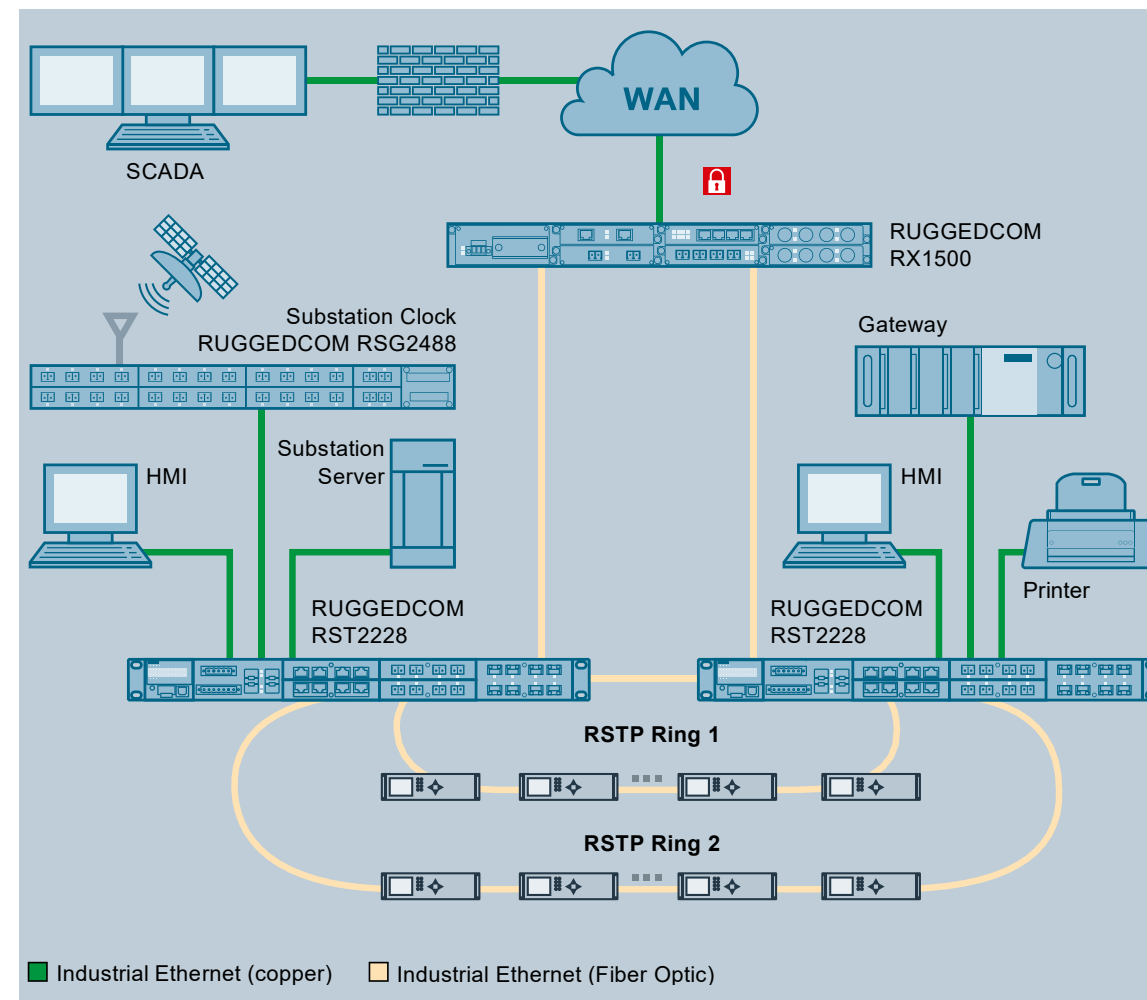 WAN
SCADA
RUGGEDCOM
RX1500
Substation Clock
RUGGEDCOM RSG2488
Gateway
HMI
Substation
Server
HMI
Printer
RUGGEDCOM
RST2228
RUGGEDCOM
RST2228
RSTP Ring 1
RSTP Ring 2
Industrial Ethernet (copper)
Industrial Ethernet (Fiber Optic)